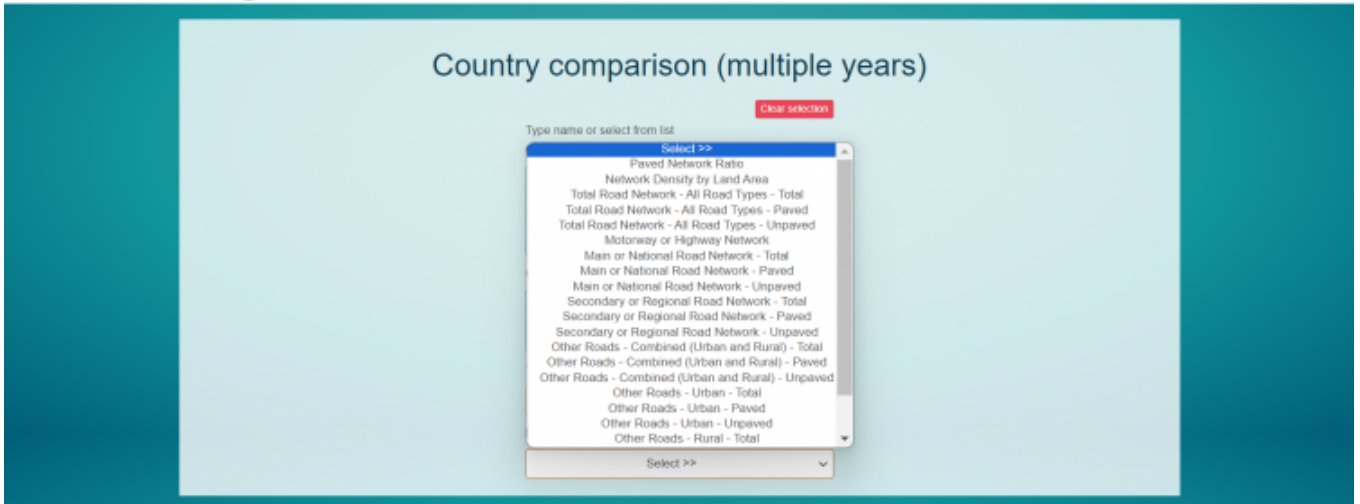 Country comparison (multiple years)
Clear selection
Type name or select from list
Select >>
Paved Network Ratio
Network Density by Land Area
Total Road Network - All Road Types - Total
Total Road Network - All Road Types - Paved
Total Road Network - All Road Types - Unpaved
Motorway or Highway Network
Main or National Road Network - Total
Main or National Road Network - Paved
Main or National Road Network - Unpaved
Secondary or Regional Road Network - Total
Secondary or Regional Road Network - Paved
Secondary or Regional Road Network - Unpaved
Other Roads - Combined (Urban and Rural) - Total
Other Roads - Combined (Urban and Rural) - Paved
Other Roads - Combined (Urban and Rural) - Unpaved
Other Roads - Urban - Total
Other Roads - Urban - Paved
Other Roads - Urban - Unpaved
Other Roads - Rural - Total
Select >>